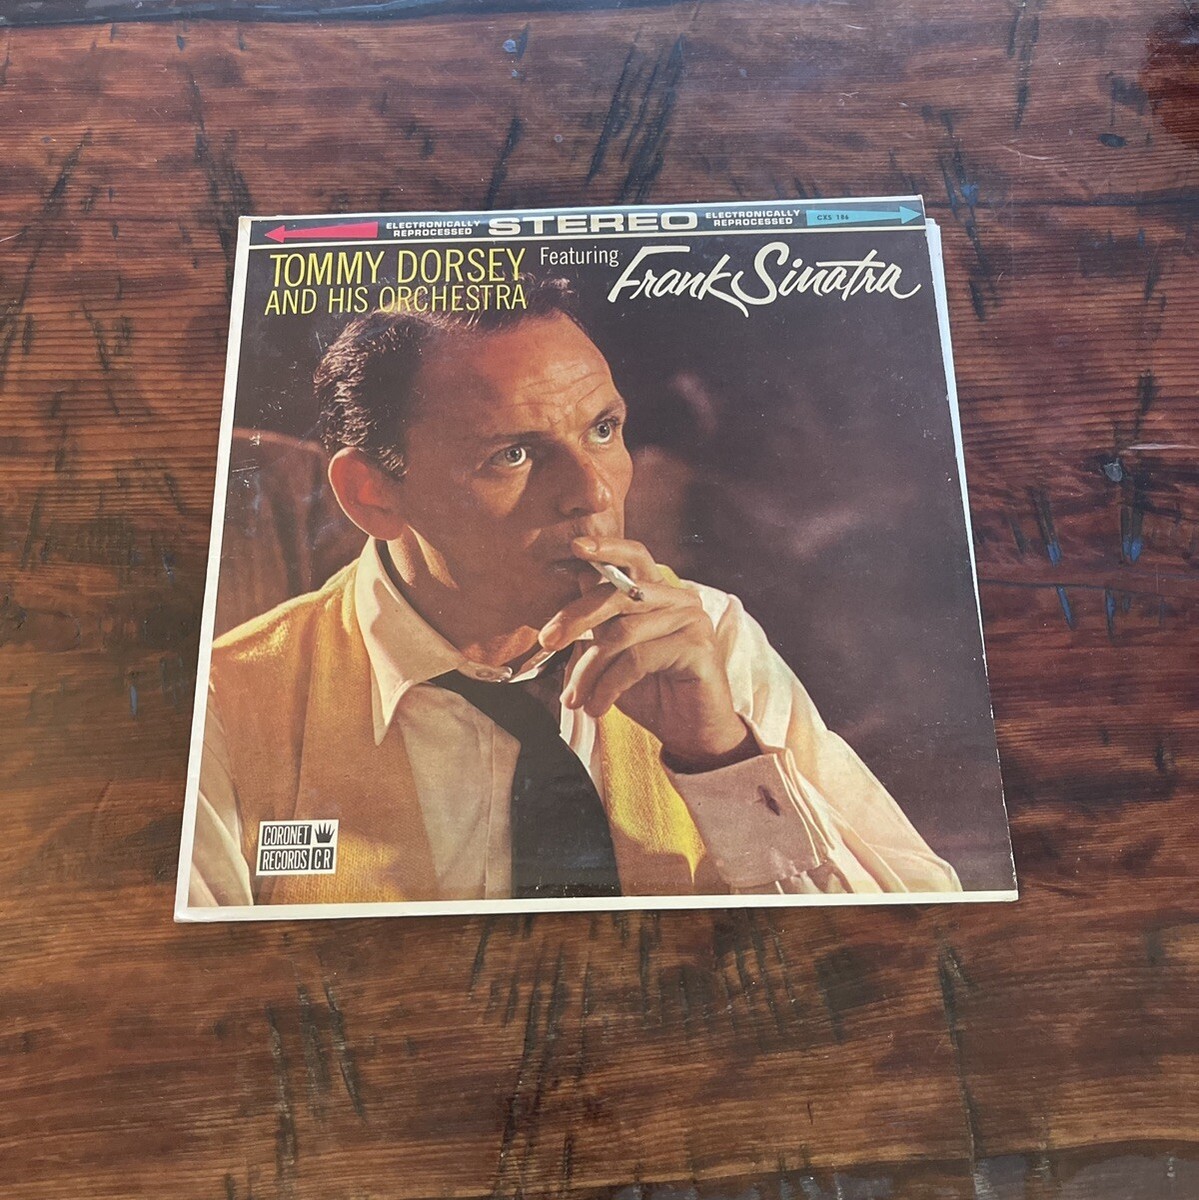 ELECTRONICALLY
REPROCESSED
STEREO
ELECTRONICALLY
REPROCESSED
CXS 186
TOMMY DORSEY
AND HIS ORCHESTRA
Featuring
Frank Sinatra
CORONET
RECORDS CR